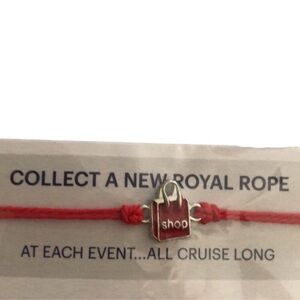 COLLECT A NEW ROYAL ROPE
shop
AT EACH EVENT...ALL CRUISE LONG